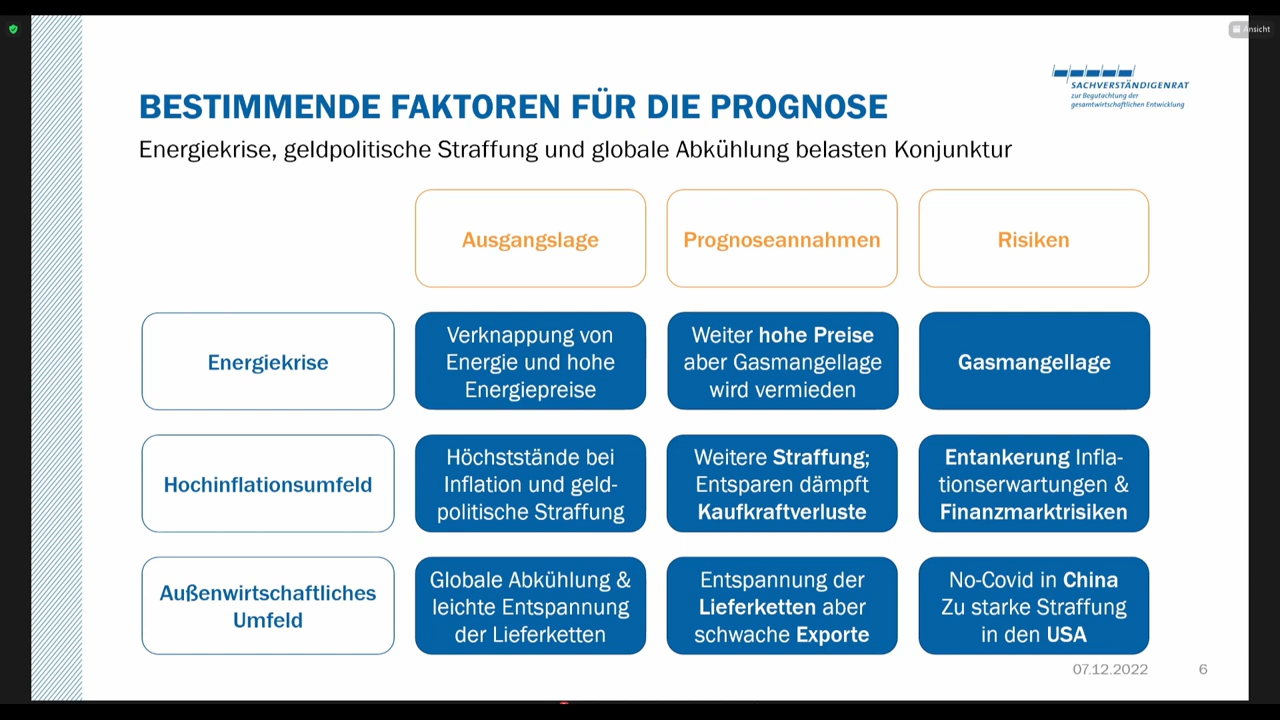 Ansicht
SACHVERSTÄNDIGENRAT
zur Begutachtung der
gesamtwirtschaftlichen Entwicklung
BESTIMMENDE FAKTOREN FÜR DIE PROGNOSE
Energiekrise, geldpolitische Straffung und globale Abkühlung belasten Konjunktur
Ausgangslage
Prognoseannahmen
Risiken
Energiekrise
Verknappung von
Energie und hohe
Energiepreise
Weiter hohe Preise
aber Gasmangellage
wird vermieden
Gasmangellage
Hochinflationsumfeld
Höchststände bei
Inflation und geld-
politische Straffung
Weitere Straffung;
Entsparen dämpft
Kaufkraftverluste
Entankerung Infla-
tionserwartungen &
Finanzmarktrisiken
Außenwirtschaftliches
Umfeld
Globale Abkühlung &
leichte Entspannung
der Lieferketten
Entspannung der
Lieferketten aber
schwache Exporte
No-Covid in China
Zu starke Straffung
in den USA
07.12.2022
6